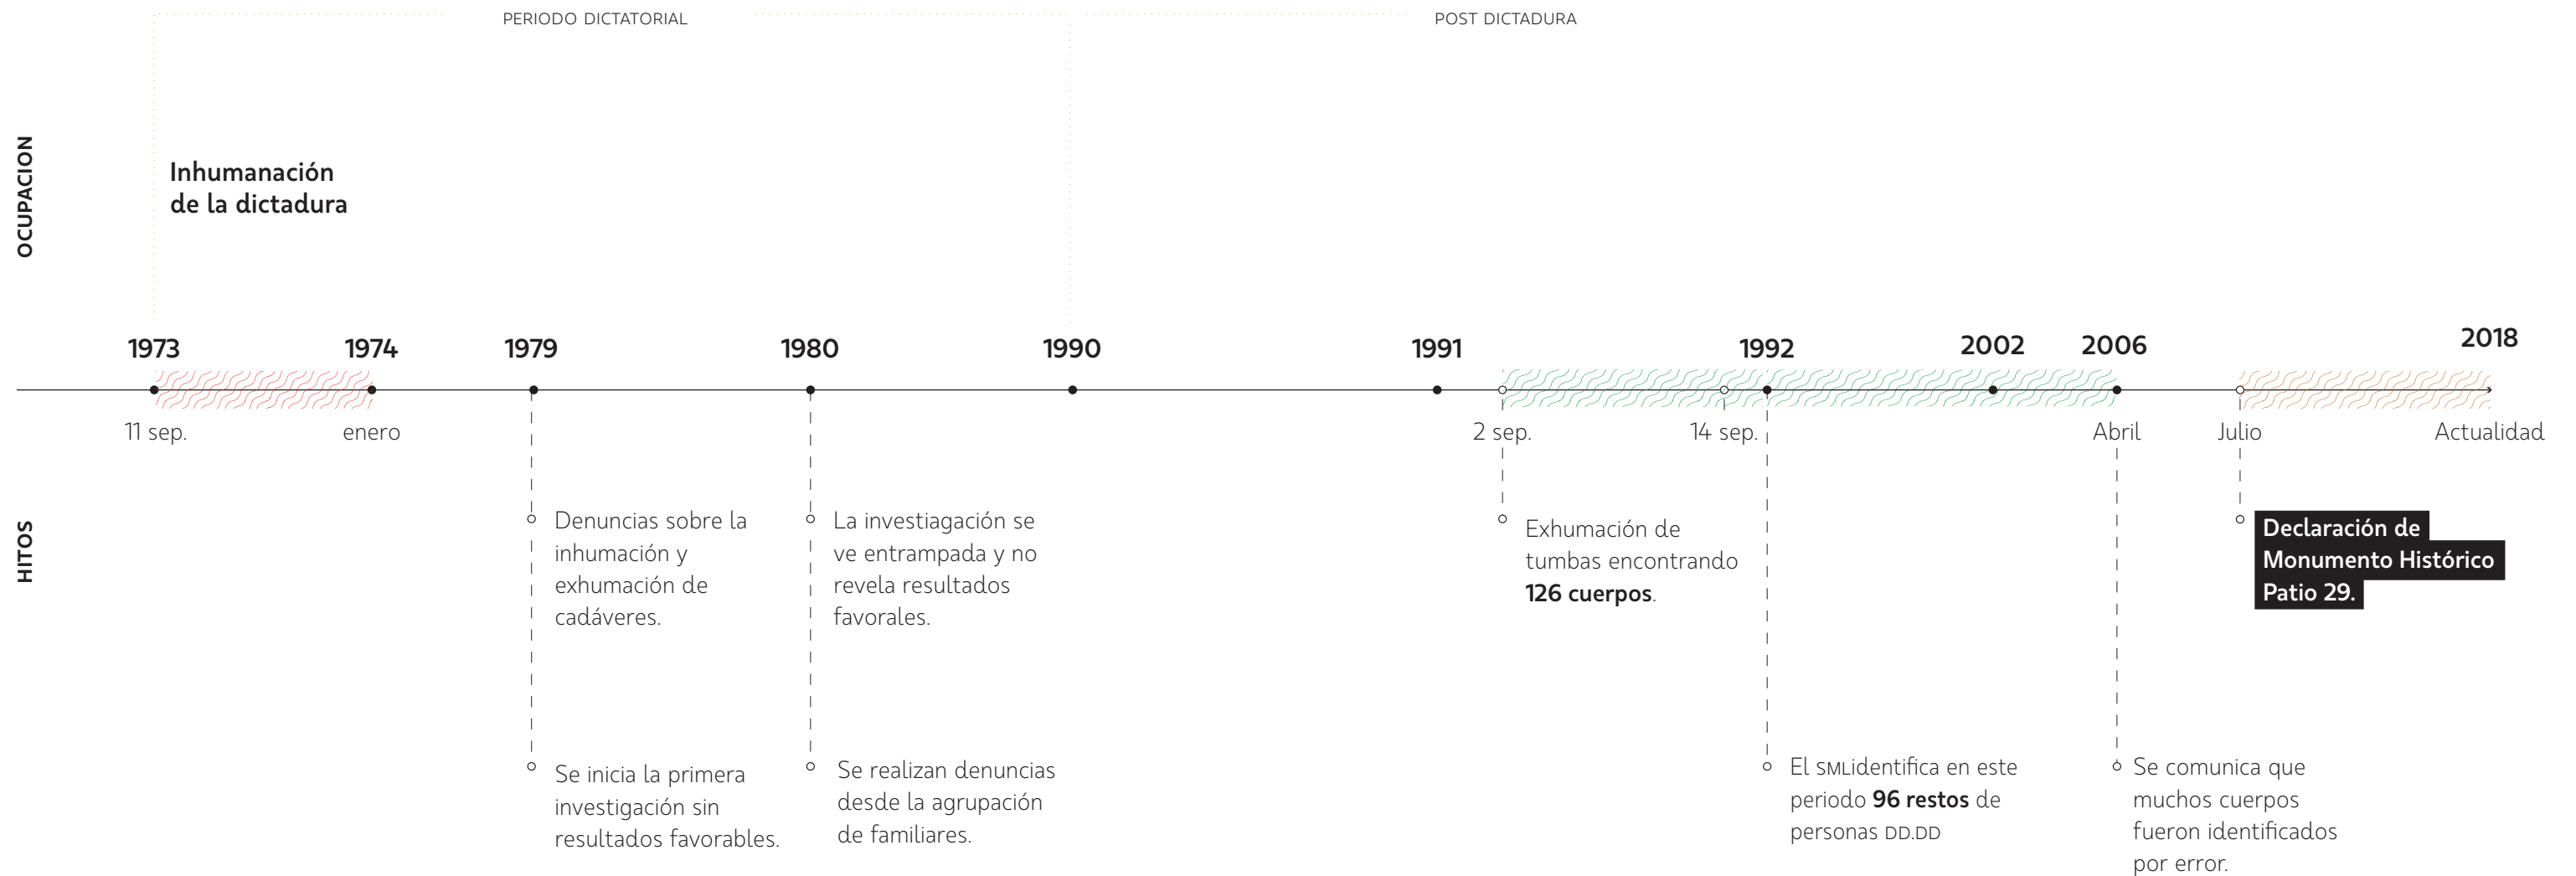 PERIODO DICTATORIAL
POST DICTADURA
OCUPACION
Inhumanación
de la dictadura
1973
1974
1979
1980
1990
1991
1992
2002
2006
2018
11 sep.
enero
2 sep.
14 sep.
Abril
Julio
Actualidad
HITOS
Denuncias sobre la
inhumación y
exhumación de
cadáveres.
La investiagación se
ve entrampada y no
revela resultados
favorales.
Exhumación de
tumbas encontrando
126 cuerpos.
Declaración de
Monumento Histórico
Patio 29.
Se inicia la primera
investigación sin
resultados favorables.
Se realizan denuncias
desde la agrupación
de familiares.
El SMLidentifica en este
periodo 96 restos de
personas DD.DD
Se comunica que
muchos cuerpos
fueron identificados
por error.